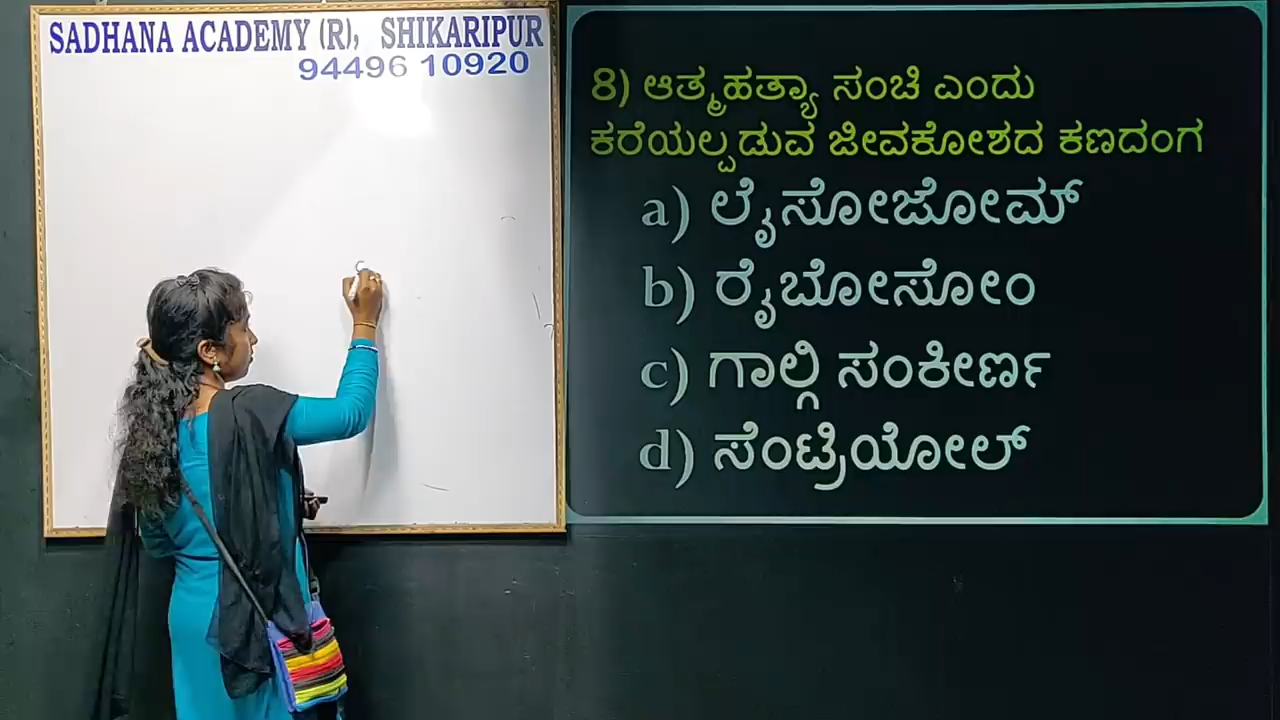 SADHANA ACADEMY (R), SHIKARIPUR
94496 10920
8) ಆತ್ಮಹತ್ಯಾ ಸಂಚಿ ಎಂದು
ಕರೆಯಲ್ಪಡುವ ಜೀವಕೋಶದ ಕಣದಂಗ
a) ಲೈಸೋಜೋಮ್
b) ರೈಬೋಸೋಂ
c) ಗಾಲ್ಗಿ ಸಂಕೀರ್ಣ
d) ಸೆಂಟ್ರಿಯೋಲ್